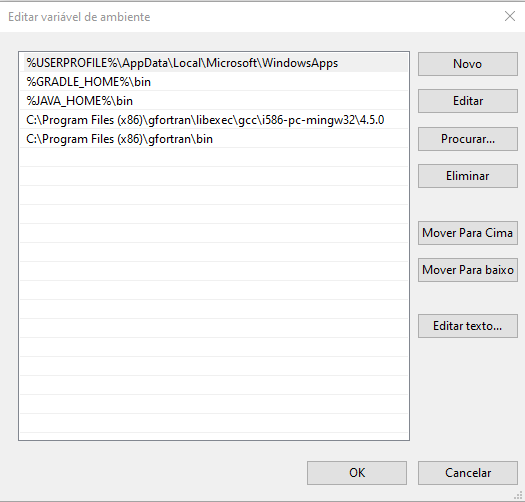 Editar variável de ambiente
%USERPROFILE%\AppData\Local\Microsoft\WindowsApps
%GRADLE_HOME%\bin
%JAVA_HOME%\bin
C:\Program Files (x86)\gfortran\libexec\gcc\i586-pc-mingw32\4.5.0
C:\Program Files (x86)\gfortran\bin
Novo
Editar
Procurar...
Eliminar
Mover Para Cima
Mover Para baixo
Editar texto...
OK
Cancelar